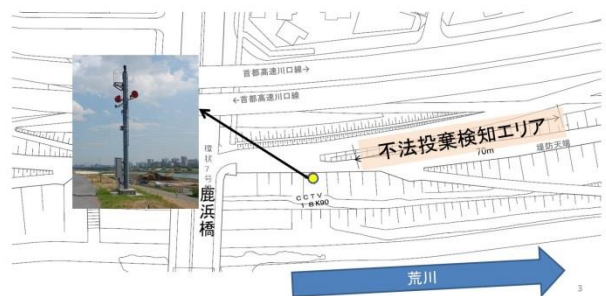 首都高速川口線→
←首都高速川口線
不法投棄検知エリア
70m
堤防天端
環状7号
鹿浜橋
CCTV
18K90
荒川
3